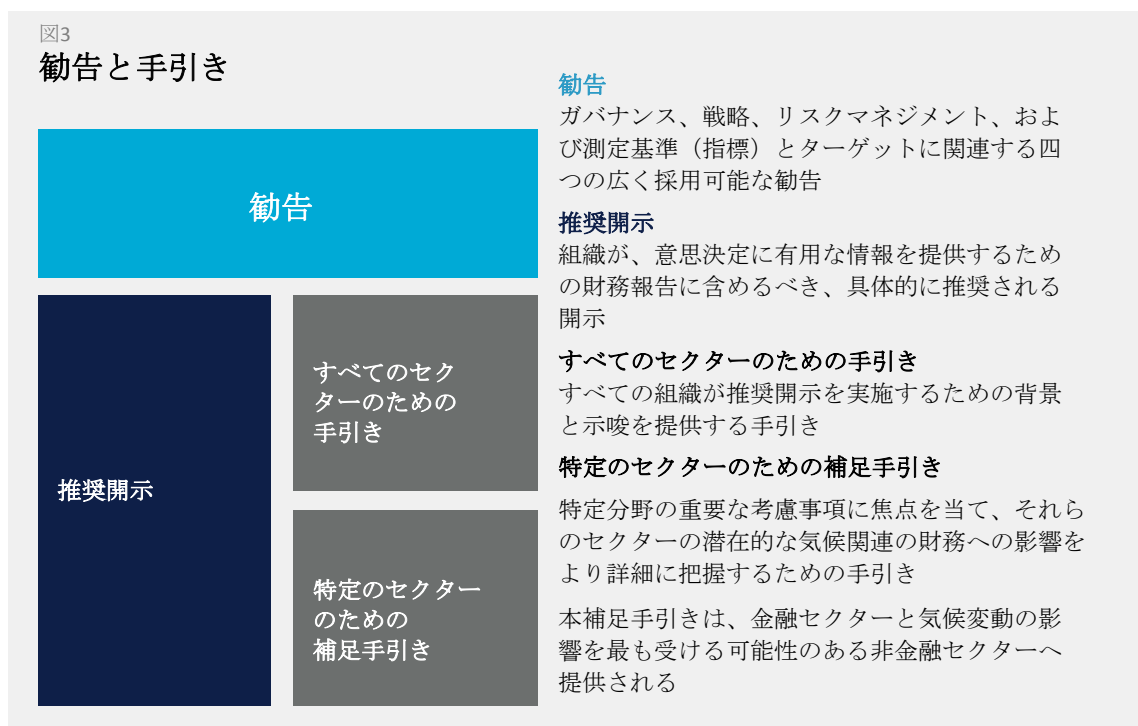 図3
勧告と手引き
勧告
推奨開示
すべてのセク
ターのための
手引き
特定のセクター
のための
補足手引き
勧告
ガバナンス、戦略、リスクマネジメント、およ
び測定基準（指標）とターゲットに関連する四
つの広く採用可能な勧告
推奨開示
組織が、意思決定に有用な情報を提供するため
の財務報告に含めるべき、具体的に推奨される
開示
すべてのセクターのための手引き
すべての組織が推奨開示を実施するための背景
と示唆を提供する手引き
特定のセクターのための補足手引き
特定分野の重要な考慮事項に焦点を当て、それら
のセクターの潜在的な気候関連の財務への影響を
より詳細に把握するための手引き
本補足手引きは、金融セクターと気候変動の影
響を最も受ける可能性のある非金融セクターへ
提供される